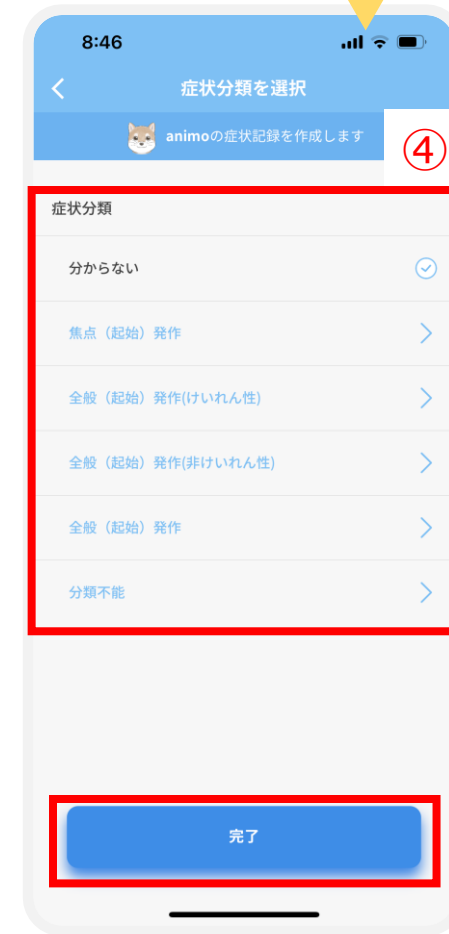 8:46
症状分類を選択
animoの症状記録を作成します
④
症状分類
分からない
焦点（起始）発作
全般（起始）発作(けいれん性)
全般（起始）発作(非けいれん性)
全般（起始）発作
分類不能
完了